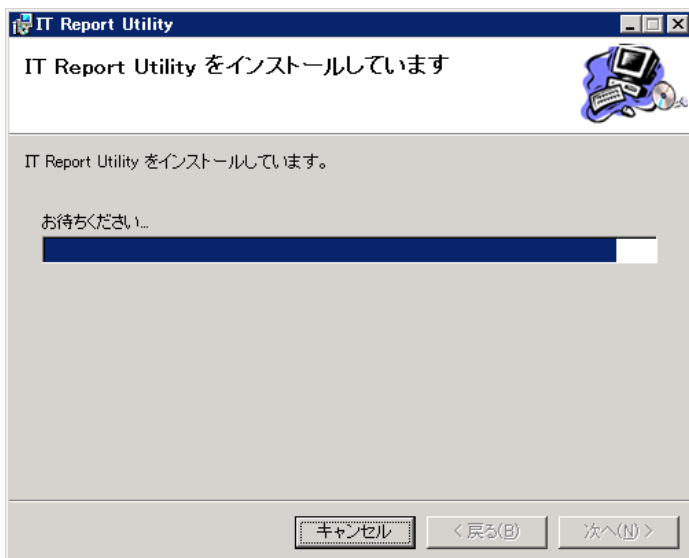 IT Report Utility
IT Report Utility をインストールしています
IT Report Utility をインストールしています。
お待ちください...
キャンセル
< 戻る(B)
次へ(N) >